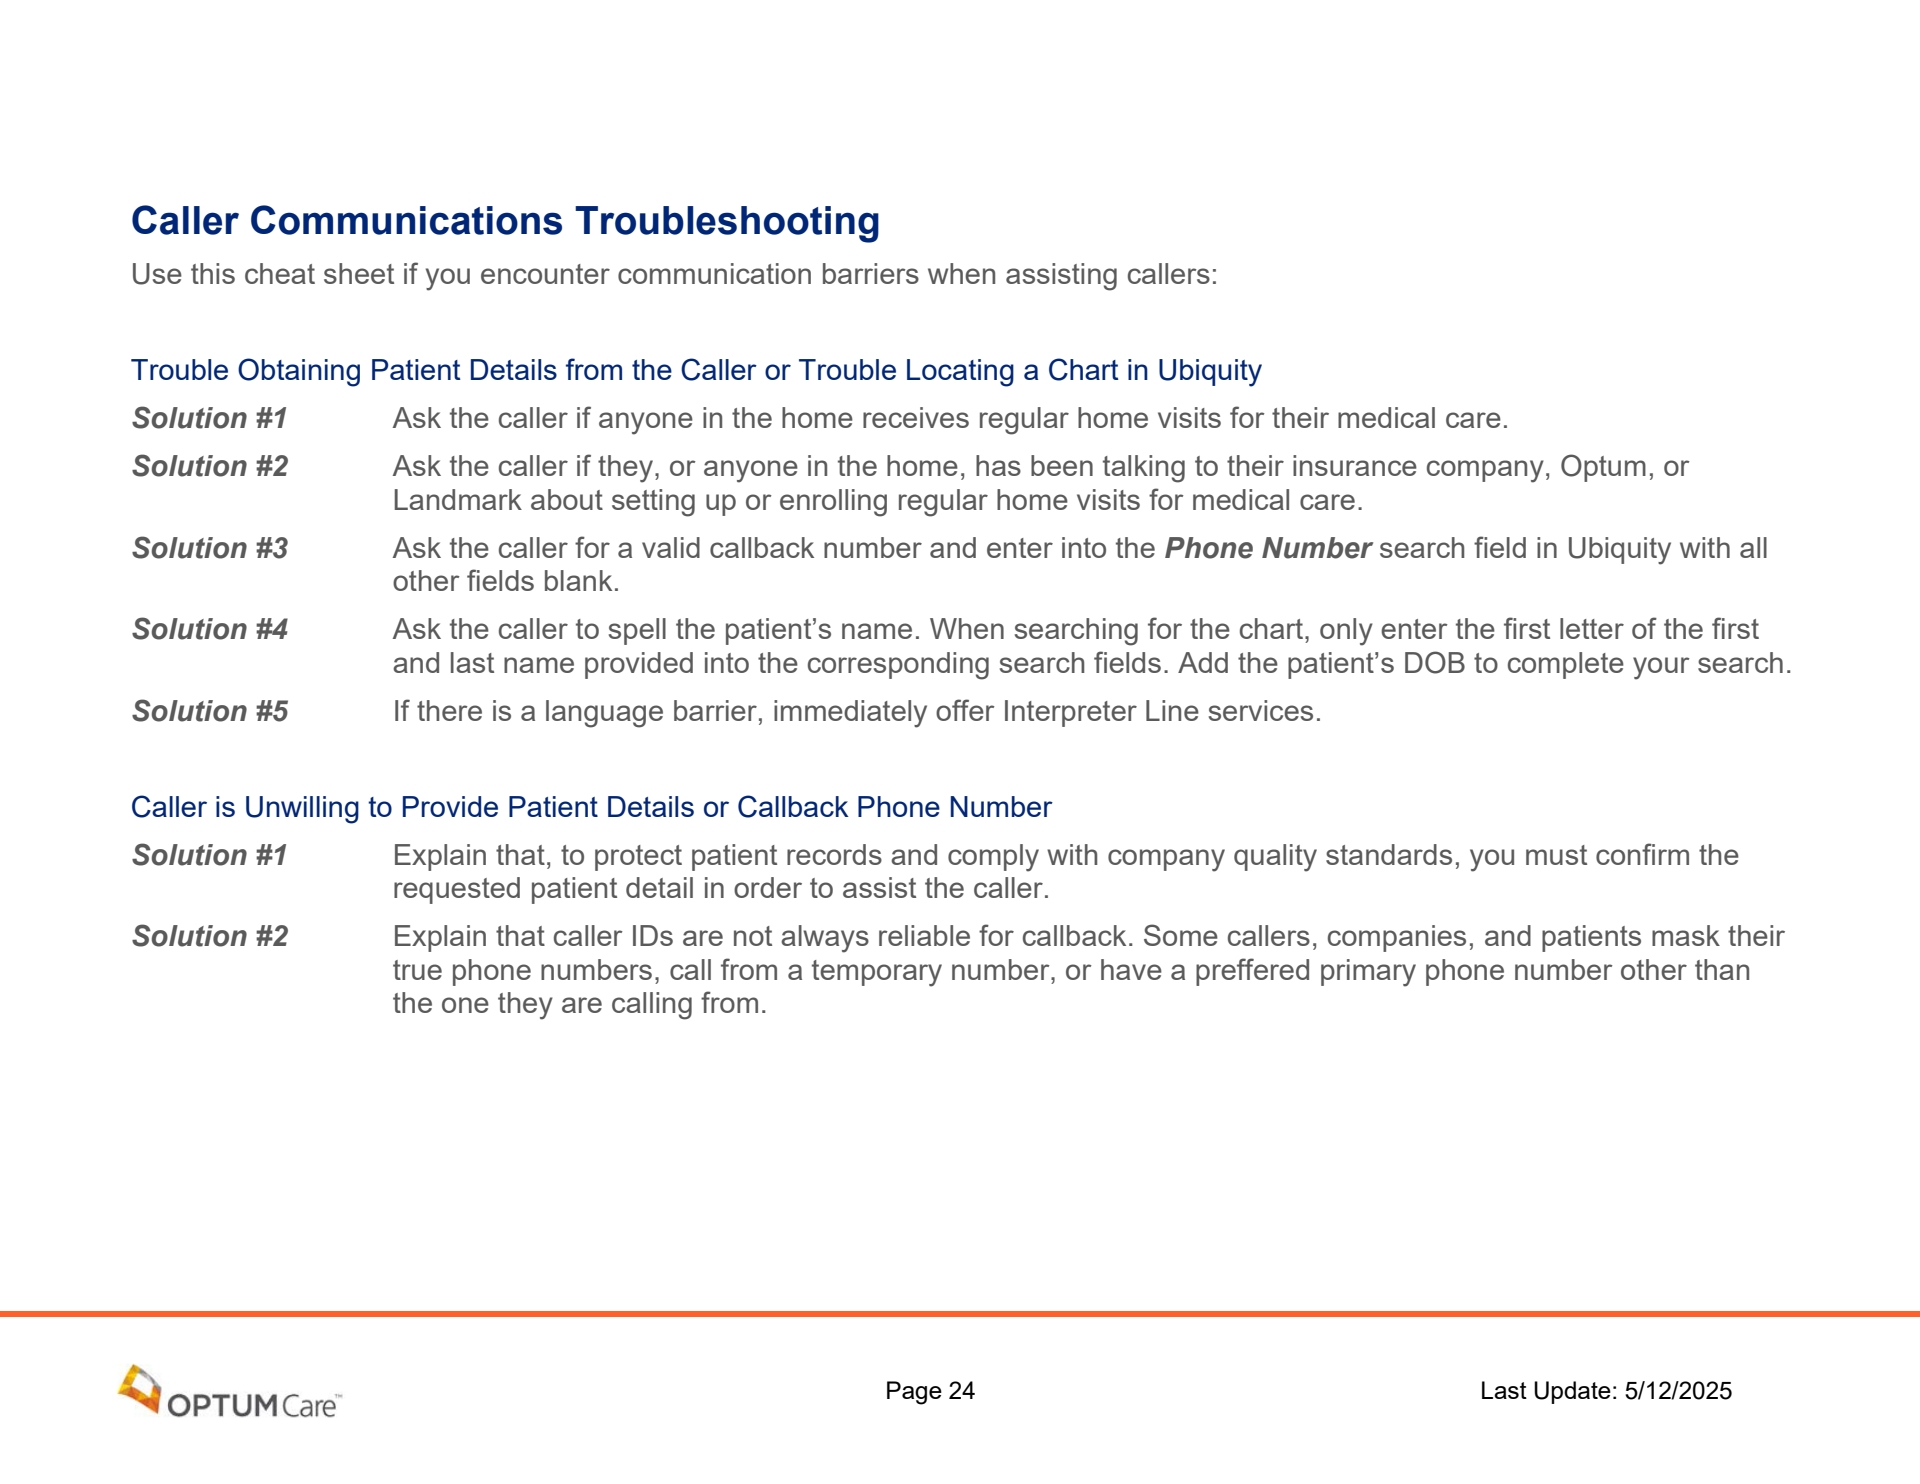 Caller Communications Troubleshooting
Use this cheat sheet if you encounter communication barriers when assisting callers:
Trouble Obtaining Patient Details from the Caller or Trouble Locating a Chart in Ubiquity
Solution #1 Ask the caller if anyone in the home receives regular home visits for their medical care.
Solution #2 Ask the caller if they, or anyone in the home, has been talking to their insurance company, Optum, or
Landmark about setting up or enrolling regular home visits for medical care.
Solution #3 Ask the caller for a valid callback number and enter into the Phone Number search field in Ubiquity with all
other fields blank.
Solution #4 Ask the caller to spell the patient’s name. When searching for the chart, only enter the first letter of the first
and last name provided into the corresponding search fields. Add the patient’s DOB to complete your search.
Solution #5 If there is a language barrier, immediately offer Interpreter Line services.
Caller is Unwilling to Provide Patient Details or Callback Phone Number
Solution #1 Explain that, to protect patient records and comply with company quality standards, you must confirm the
requested patient detail in order to assist the caller.
Solution #2 Explain that caller IDs are not always reliable for callback. Some callers, companies, and patients mask their
true phone numbers, call from a temporary number, or have a preffered primary phone number other than
the one they are calling from.
OPTUM Care™ Page 24 Last Update: 5/12/2025